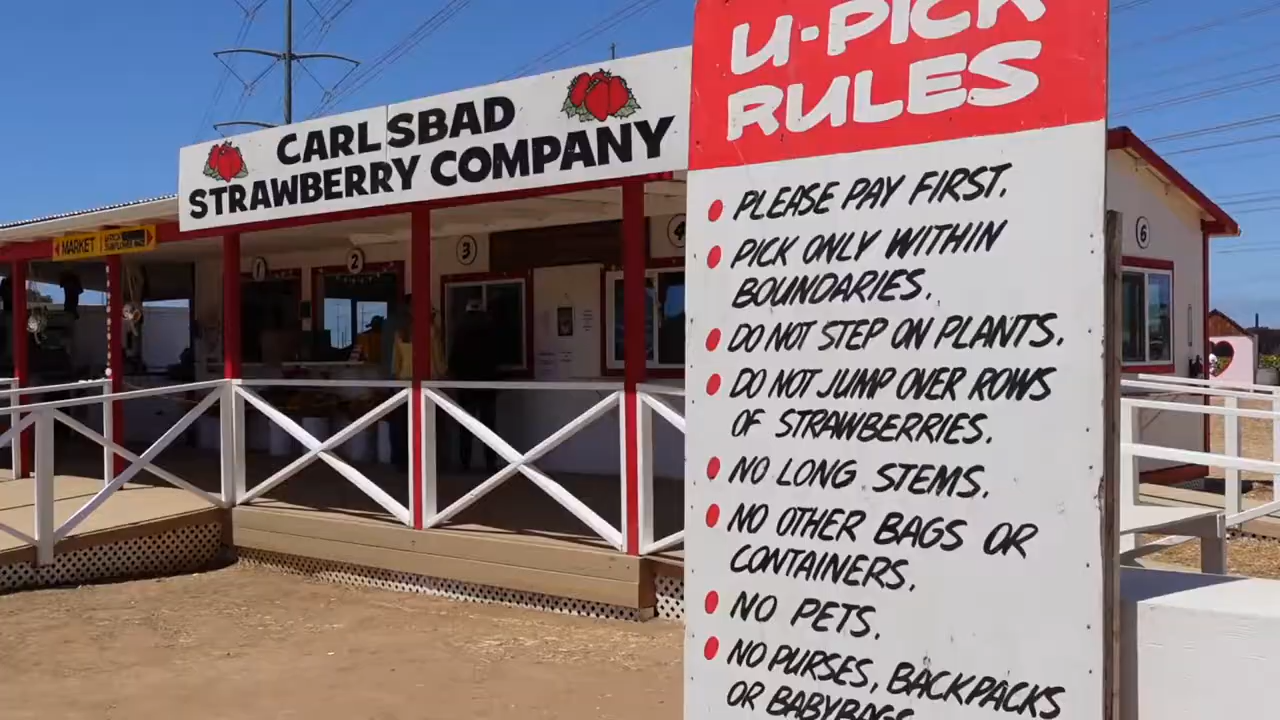 CARLSBAD
STRAWBERRY COMPANY
MARKET
1
2
3
4
6
U-PICK
RULES
PLEASE PAY FIRST.
PICK ONLY WITHIN
BOUNDARIES.
DO NOT STEP ON PLANTS.
DO NOT JUMP OVER ROWS
OF STRAWBERRIES.
NO LONG STEMS.
NO OTHER BAGS OR
CONTAINERS.
NO PETS.
NO PURSES, BACKPACKS
OR BABYBAGS